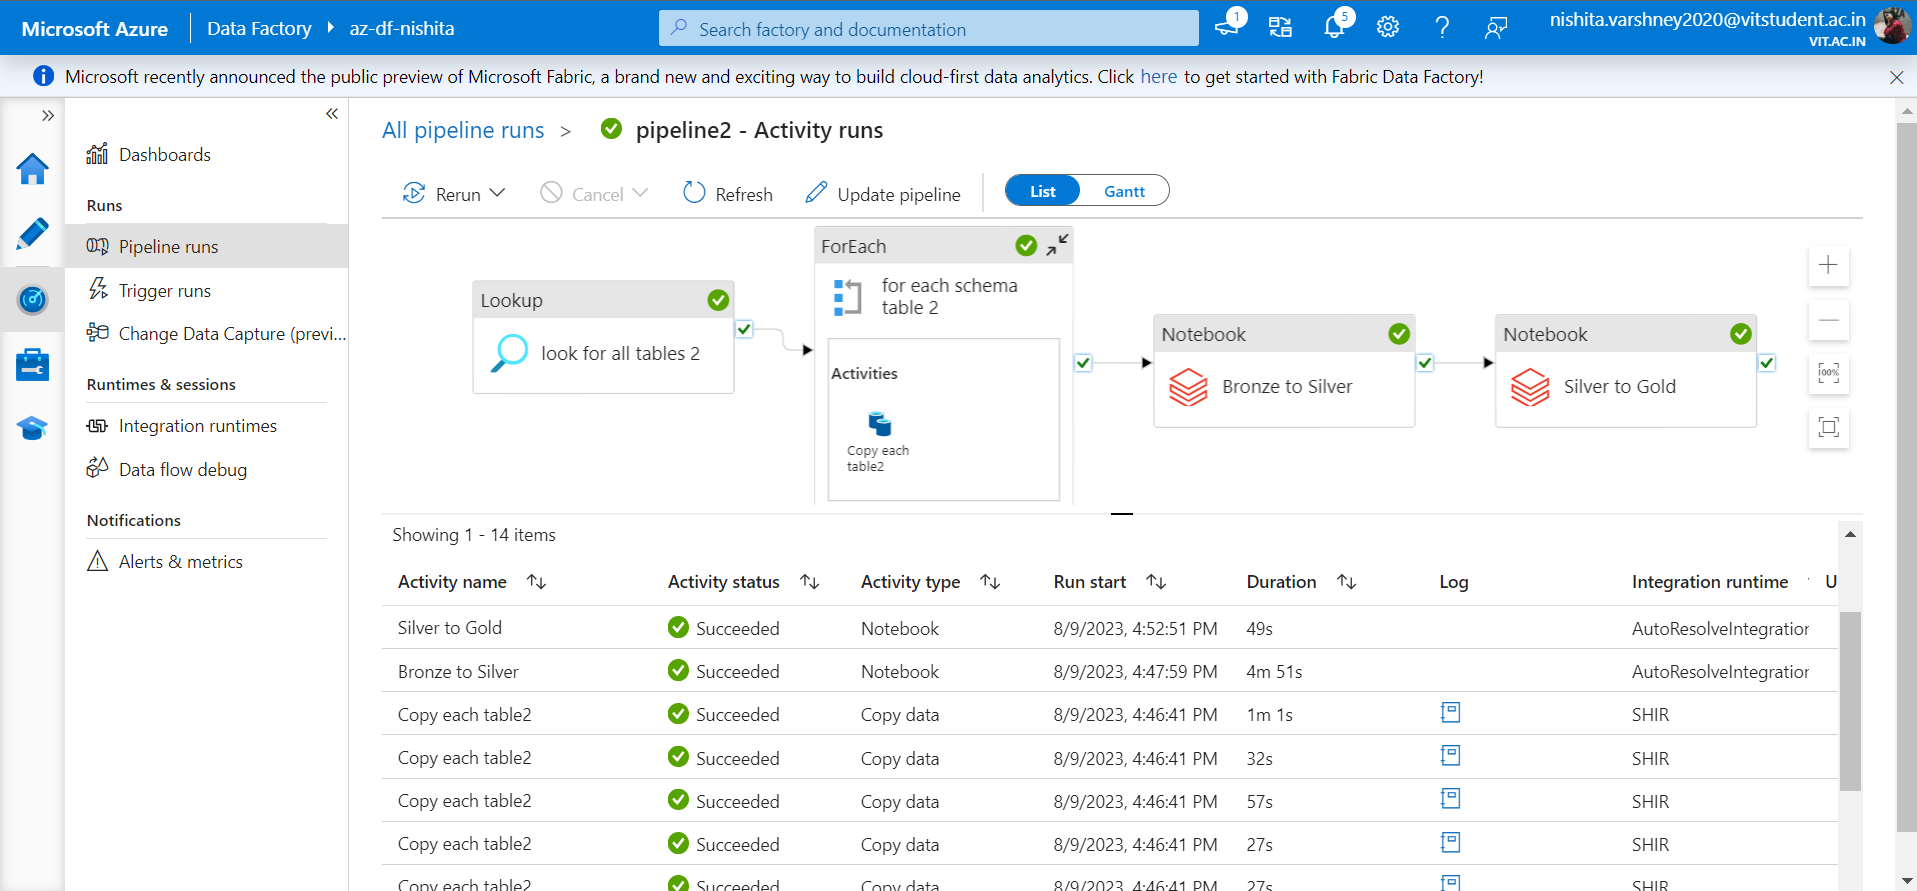 Microsoft Azure
Data Factory
az-df-nishita
Search factory and documentation
1
5
nishita.varshney2020@vitstudent.ac.in
VIT.AC.IN
Microsoft recently announced the public preview of Microsoft Fabric, a brand new and exciting way to build cloud-first data analytics. Click here to get started with Fabric Data Factory!
Dashboards
Runs
Pipeline runs
Trigger runs
Change Data Capture (previ...
Runtimes & sessions
Integration runtimes
Data flow debug
Notifications
Alerts & metrics
All pipeline runs > pipeline2 - Activity runs
Rerun
Cancel
Refresh
Update pipeline
List
Gantt
Lookup
look for all tables 2
ForEach
for each schema
table 2
Activities
Copy each
table2
Notebook
Bronze to Silver
Notebook
Silver to Gold
100%
Showing 1 - 14 items
Activity name Activity status Activity type Run start Duration Log Integration runtime U
Silver to Gold Succeeded Notebook 8/9/2023, 4:52:51 PM 49s AutoResolveIntegration
Bronze to Silver Succeeded Notebook 8/9/2023, 4:47:59 PM 4m 51s AutoResolveIntegration
Copy each table2 Succeeded Copy data 8/9/2023, 4:46:41 PM 1m 1s SHIR
Copy each table2 Succeeded Copy data 8/9/2023, 4:46:41 PM 32s SHIR
Copy each table2 Succeeded Copy data 8/9/2023, 4:46:41 PM 57s SHIR
Copy each table2 Succeeded Copy data 8/9/2023, 4:46:41 PM 27s SHIR
Copy each table2 Succeeded Copy data 8/9/2023, 4:46:41 PM 27s SHIR